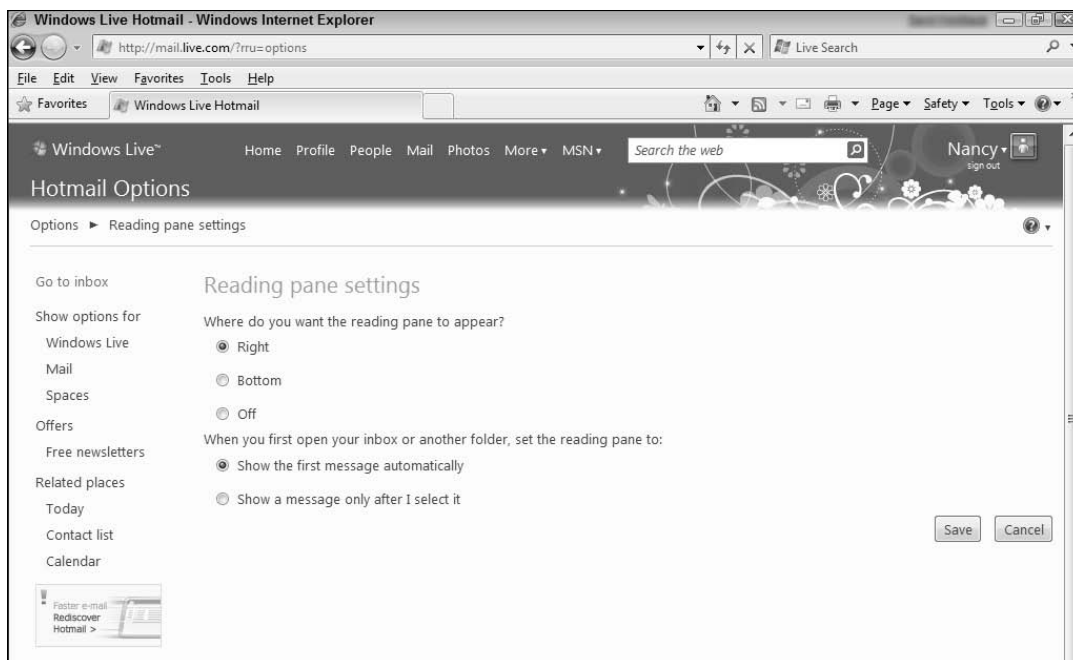 Windows Live Hotmail - Windows Internet Explorer
http://mail.live.com/?rru=options
Live Search
File Edit View Favorites Tools Help
Favorites Windows Live Hotmail Page Safety Tools
Windows Live™ Home Profile People Mail Photos More MSN Search the web Nancy
sign out
Hotmail Options
Options ► Reading pane settings
Go to inbox
Show options for
Windows Live
Mail
Spaces
Offers
Free newsletters
Related places
Today
Contact list
Calendar
Faster e-mail
Rediscover
Hotmail >
Reading pane settings
Where do you want the reading pane to appear?
Right
Bottom
Off
When you first open your inbox or another folder, set the reading pane to:
Show the first message automatically
Show a message only after I select it
Save Cancel